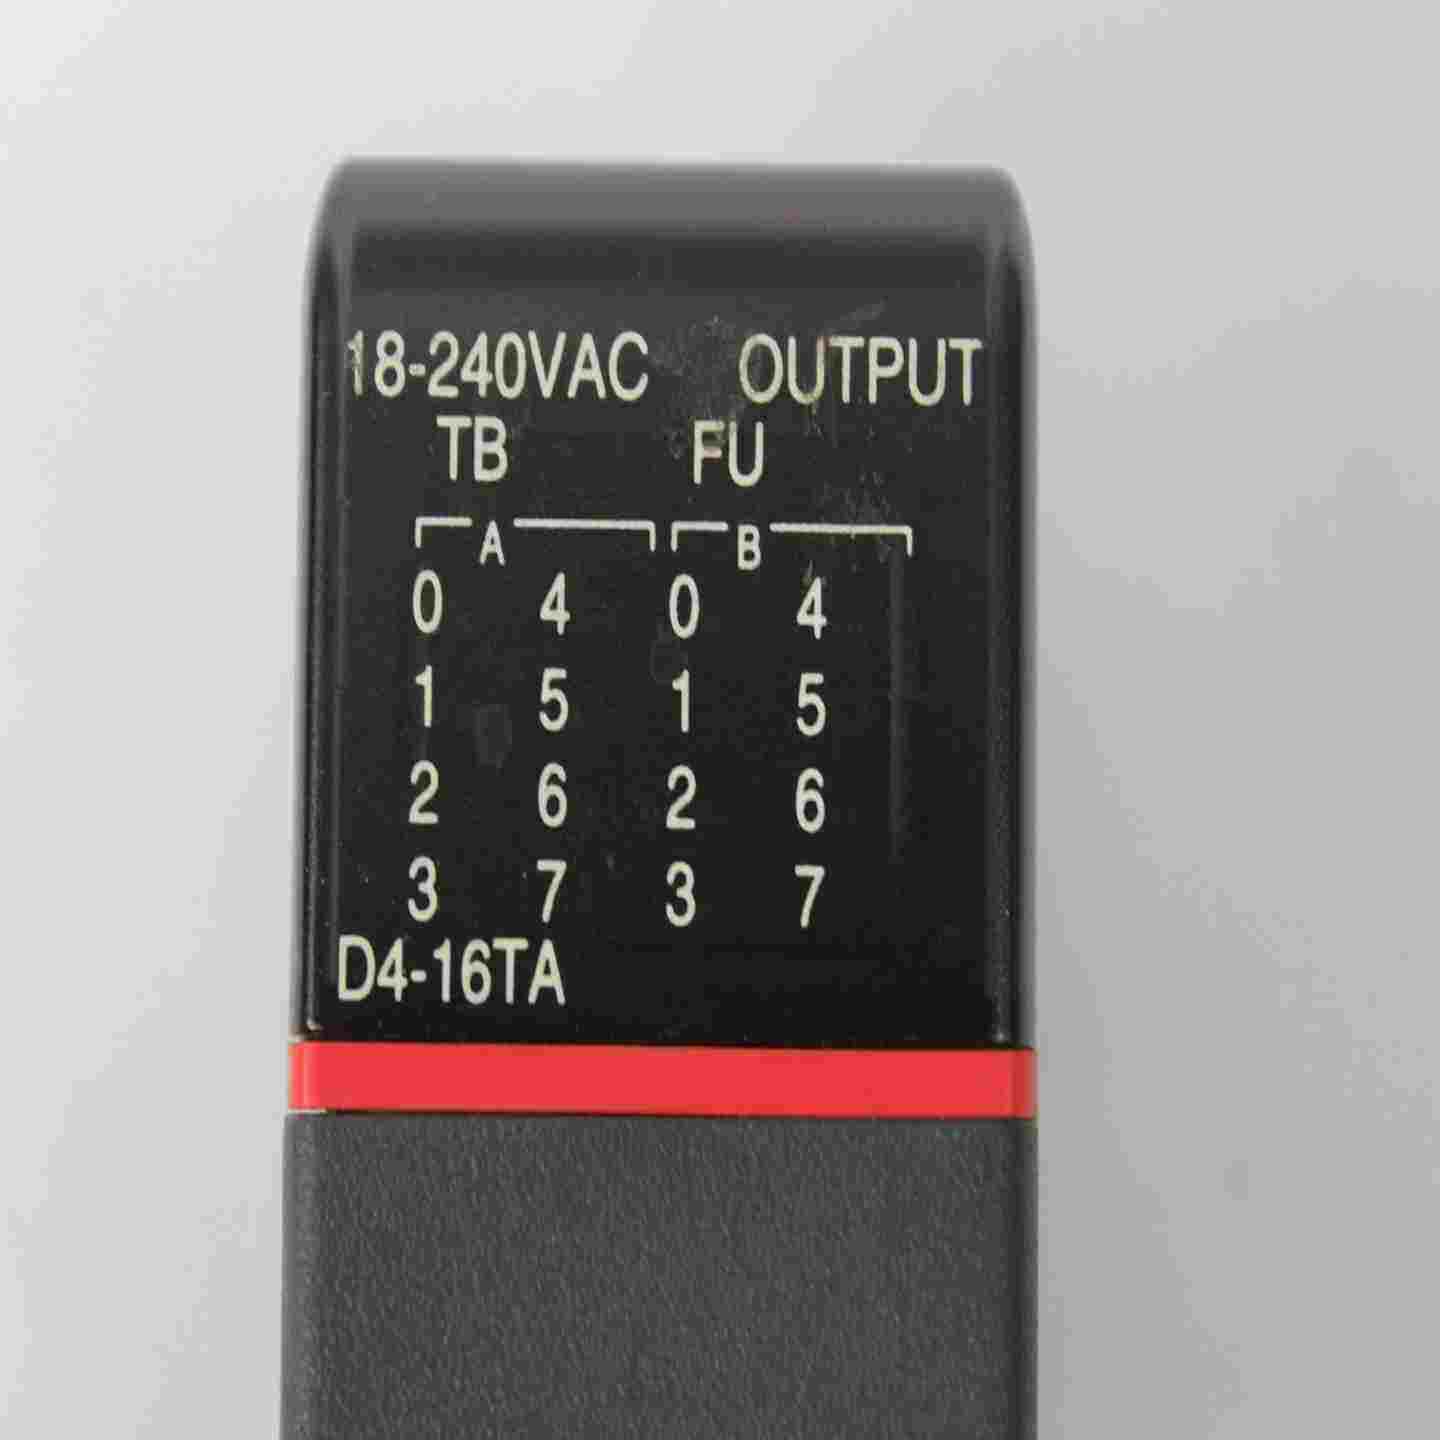 18-240VAC OUTPUT
TB FU
A B
0 4 0 4
1 5 1 5
2 6 2 6
3 7 3 7
D4-16TA